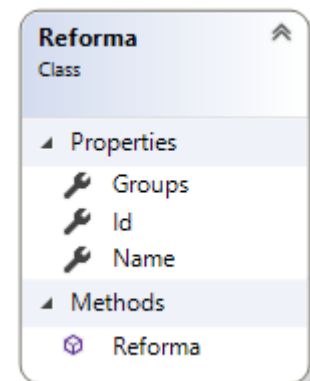 Reforma
Class
Properties
Groups
Id
Name
Methods
Reforma